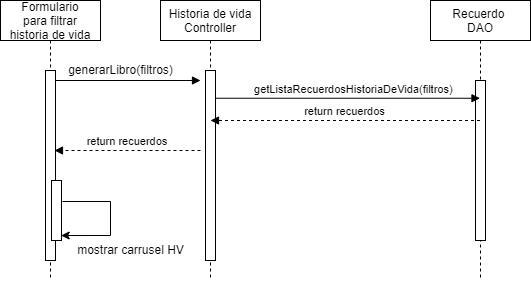 Formulario
para filtrar
historia de vida
Historia de vida
Controller
Recuerdo
DAO
generarLibro(filtros)
getListaRecuerdosHistoriaDeVida(filtros)
return recuerdos
return recuerdos
mostrar carrusel HV